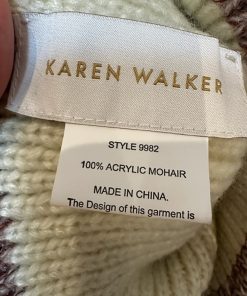 KAREN WALKER
STYLE 9982
100% ACRYLIC MOHAIR
MADE IN CHINA.
The Design of this garment is